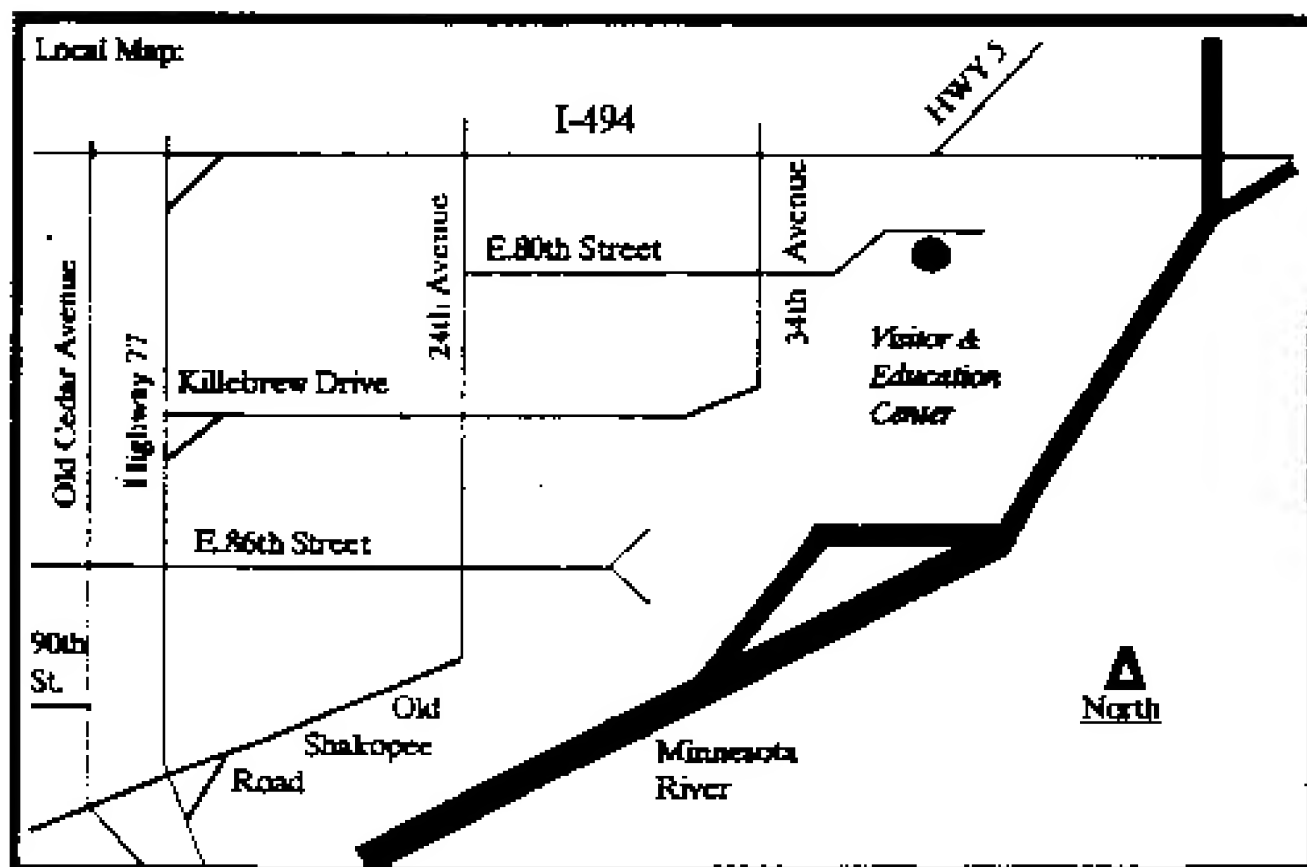 Local Map:
HWY 5
I-494
Old Cedar Avenue
Highway 77
24th Avenue
34th Avenue
E.80th Street
Visitor &
Education
Center
Killebrew Drive
E.86th Street
90th
St.
Old
Shakopee
Road
Minnesota
River
North